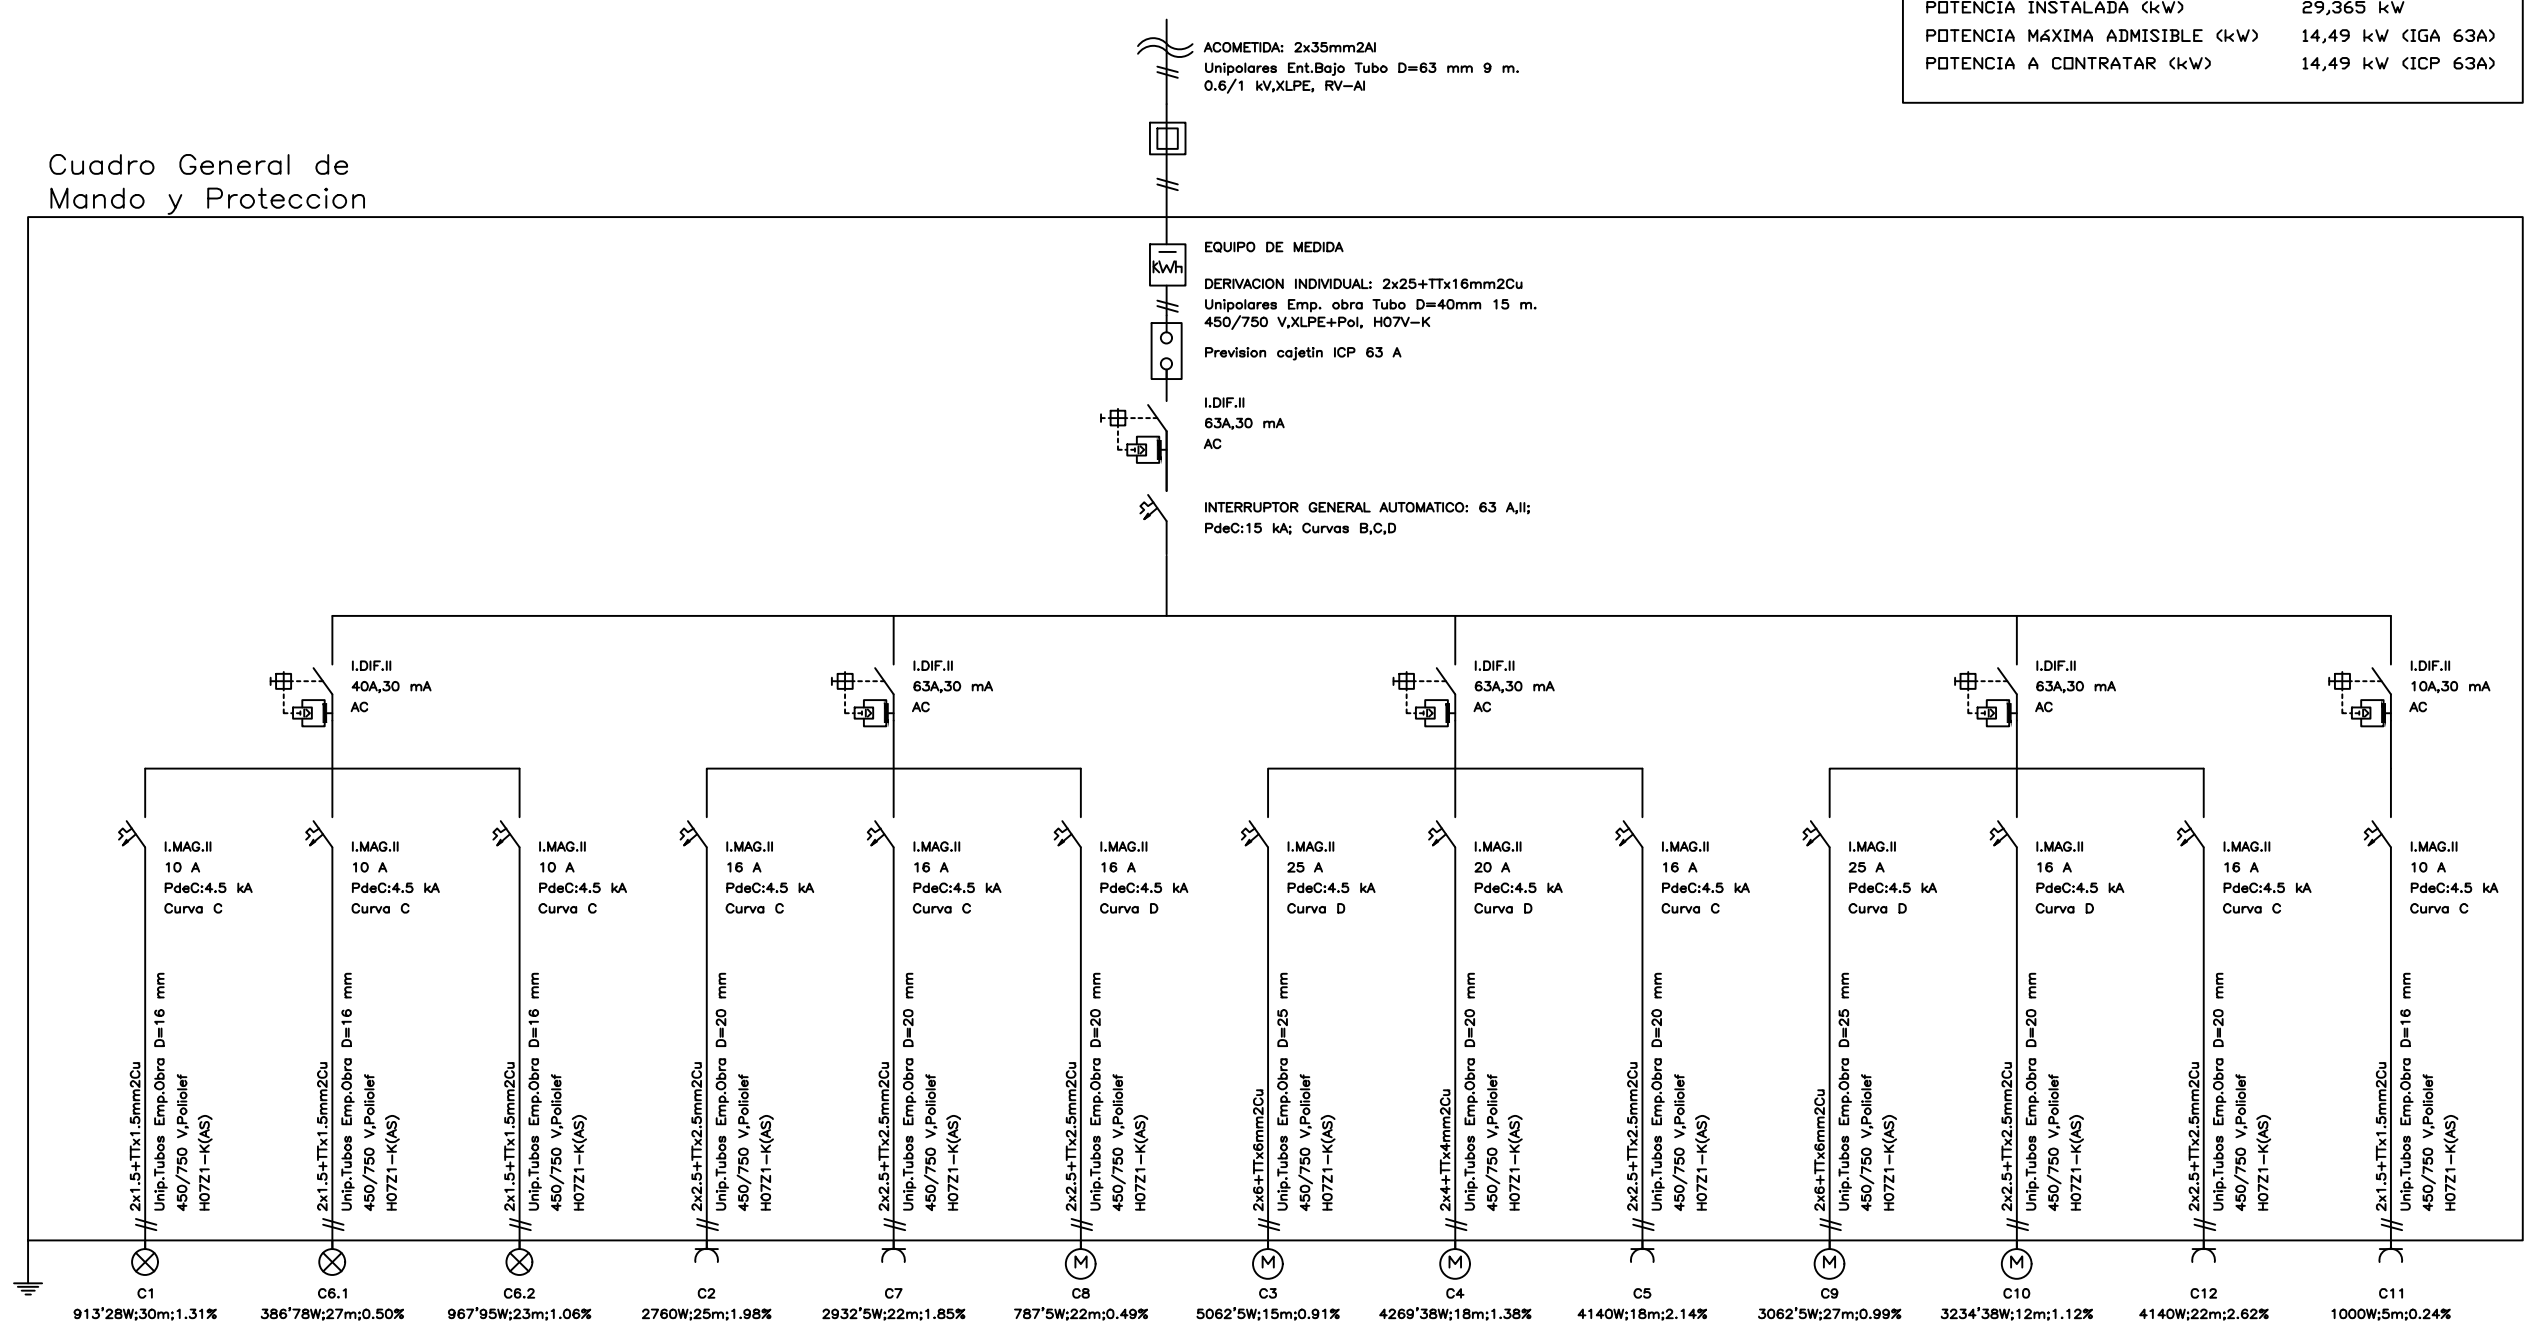 POTENCIA INSTALADA (kW) 29,365 kW
POTENCIA MáXIMA ADMISIBLE (kW) 14,49 kW (IGA 63A)
POTENCIA A CONTRATAR (kW) 14,49 kW (ICP 63A)
ACOMETIDA: 2x35mm2Al
Unipolares Ent.Bajo Tubo D=63 mm 9 m.
0.6/1 kV,XLPE, RV-Al
Cuadro General de
Mando y Proteccion
EQUIPO DE MEDIDA
KWh
DERIVACION INDIVIDUAL: 2x25+TTx16mm2Cu
Unipolares Emp. obra Tubo D=40mm 15 m.
450/750 V,XLPE+Pol, H07V-K
Prevision cajetin ICP 63 A
I.DIF.II
63A,30 mA
AC
INTERRUPTOR GENERAL AUTOMATICO: 63 A,II;
PdeC:15 kA; Curvas B,C,D
I.DIF.II
40A,30 mA
AC
I.DIF.II
63A,30 mA
AC
I.DIF.II
63A,30 mA
AC
I.DIF.II
63A,30 mA
AC
I.DIF.II
10A,30 mA
AC
I.MAG.II
10 A
PdeC:4.5 kA
Curva C
2x1.5+TTx1.5mm2Cu
Unip.Tubos Emp.Obra D=16 mm
450/750 V,Poliolef
H07Z1-K(AS)
C1
913'28W;30m;1.31%
I.MAG.II
10 A
PdeC:4.5 kA
Curva C
2x1.5+TTx1.5mm2Cu
Unip.Tubos Emp.Obra D=16 mm
450/750 V,Poliolef
H07Z1-K(AS)
C6.1
386'78W;27m;0.50%
I.MAG.II
10 A
PdeC:4.5 kA
Curva C
2x1.5+TTx1.5mm2Cu
Unip.Tubos Emp.Obra D=16 mm
450/750 V,Poliolef
H07Z1-K(AS)
C6.2
967'95W;23m;1.06%
I.MAG.II
16 A
PdeC:4.5 kA
Curva C
2x2.5+TTx2.5mm2Cu
Unip.Tubos Emp.Obra D=20 mm
450/750 V,Poliolef
H07Z1-K(AS)
C2
2760W;25m;1.98%
I.MAG.II
16 A
PdeC:4.5 kA
Curva C
2x2.5+TTx2.5mm2Cu
Unip.Tubos Emp.Obra D=20 mm
450/750 V,Poliolef
H07Z1-K(AS)
C7
2932'5W;22m;1.85%
I.MAG.II
16 A
PdeC:4.5 kA
Curva D
2x2.5+TTx2.5mm2Cu
Unip.Tubos Emp.Obra D=20 mm
450/750 V,Poliolef
H07Z1-K(AS)
M
C8
787'5W;22m;0.49%
I.MAG.II
25 A
PdeC:4.5 kA
Curva D
2x6+TTx6mm2Cu
Unip.Tubos Emp.Obra D=25 mm
450/750 V,Poliolef
H07Z1-K(AS)
M
C3
5062'5W;15m;0.91%
I.MAG.II
20 A
PdeC:4.5 kA
Curva D
2x4+TTx4mm2Cu
Unip.Tubos Emp.Obra D=20 mm
450/750 V,Poliolef
H07Z1-K(AS)
M
C4
4269'38W;18m;1.38%
I.MAG.II
16 A
PdeC:4.5 kA
Curva C
2x2.5+TTx2.5mm2Cu
Unip.Tubos Emp.Obra D=20 mm
450/750 V,Poliolef
H07Z1-K(AS)
C5
4140W;18m;2.14%
I.MAG.II
25 A
PdeC:4.5 kA
Curva D
2x6+TTx6mm2Cu
Unip.Tubos Emp.Obra D=25 mm
450/750 V,Poliolef
H07Z1-K(AS)
M
C9
3062'5W;27m;0.99%
I.MAG.II
16 A
PdeC:4.5 kA
Curva D
2x2.5+TTx2.5mm2Cu
Unip.Tubos Emp.Obra D=20 mm
450/750 V,Poliolef
H07Z1-K(AS)
M
C10
3234'38W;12m;1.12%
I.MAG.II
16 A
PdeC:4.5 kA
Curva C
2x2.5+TTx2.5mm2Cu
Unip.Tubos Emp.Obra D=20 mm
450/750 V,Poliolef
H07Z1-K(AS)
C12
4140W;22m;2.62%
I.MAG.II
10 A
PdeC:4.5 kA
Curva C
2x1.5+TTx1.5mm2Cu
Unip.Tubos Emp.Obra D=16 mm
450/750 V,Poliolef
H07Z1-K(AS)
C11
1000W;5m;0.24%